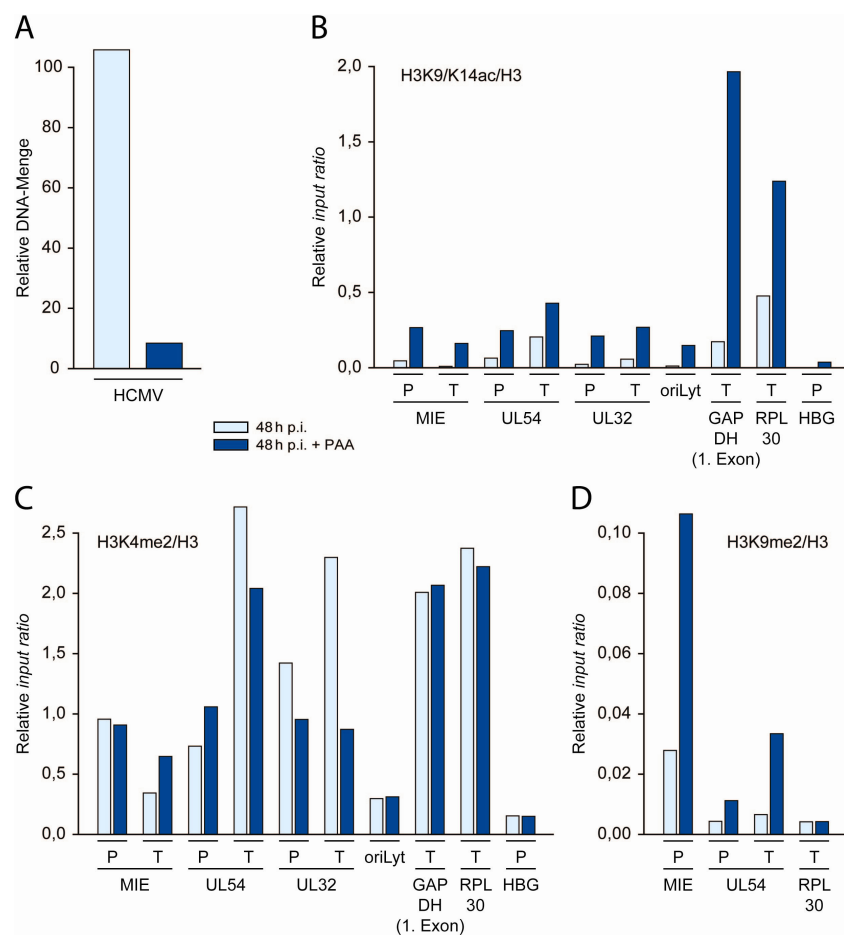 A
Relative DNA-Menge
100
80
60
40
20
0
HCMV
48h p.i.
48h p.i. + PAA
B
H3K9/K14ac/H3
Relative input ratio
2,0
1,5
1,0
0,5
0,0
P T P T P T oriLyt T T P
MIE UL54 UL32 GAP RPL HBG
DH 30
(1. Exon)
C
H3K4me2/H3
Relative input ratio
2,5
2,0
1,5
1,0
0,5
0,0
P T P T P T oriLyt T T P
MIE UL54 UL32 GAP RPL HBG
DH 30
(1. Exon)
D
H3K9me2/H3
Relative input ratio
0,10
0,08
0,06
0,04
0,02
0,00
P P T T
MIE UL54 RPL
30